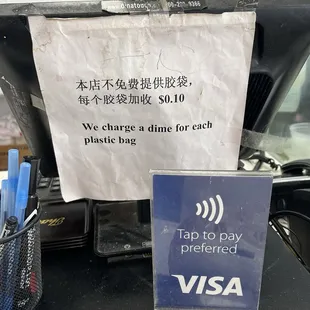 本店不免费提供胶袋,
每个胶袋加收 $0.10
We charge a dime for each
plastic bag
Tap to pay
preferred
VISA